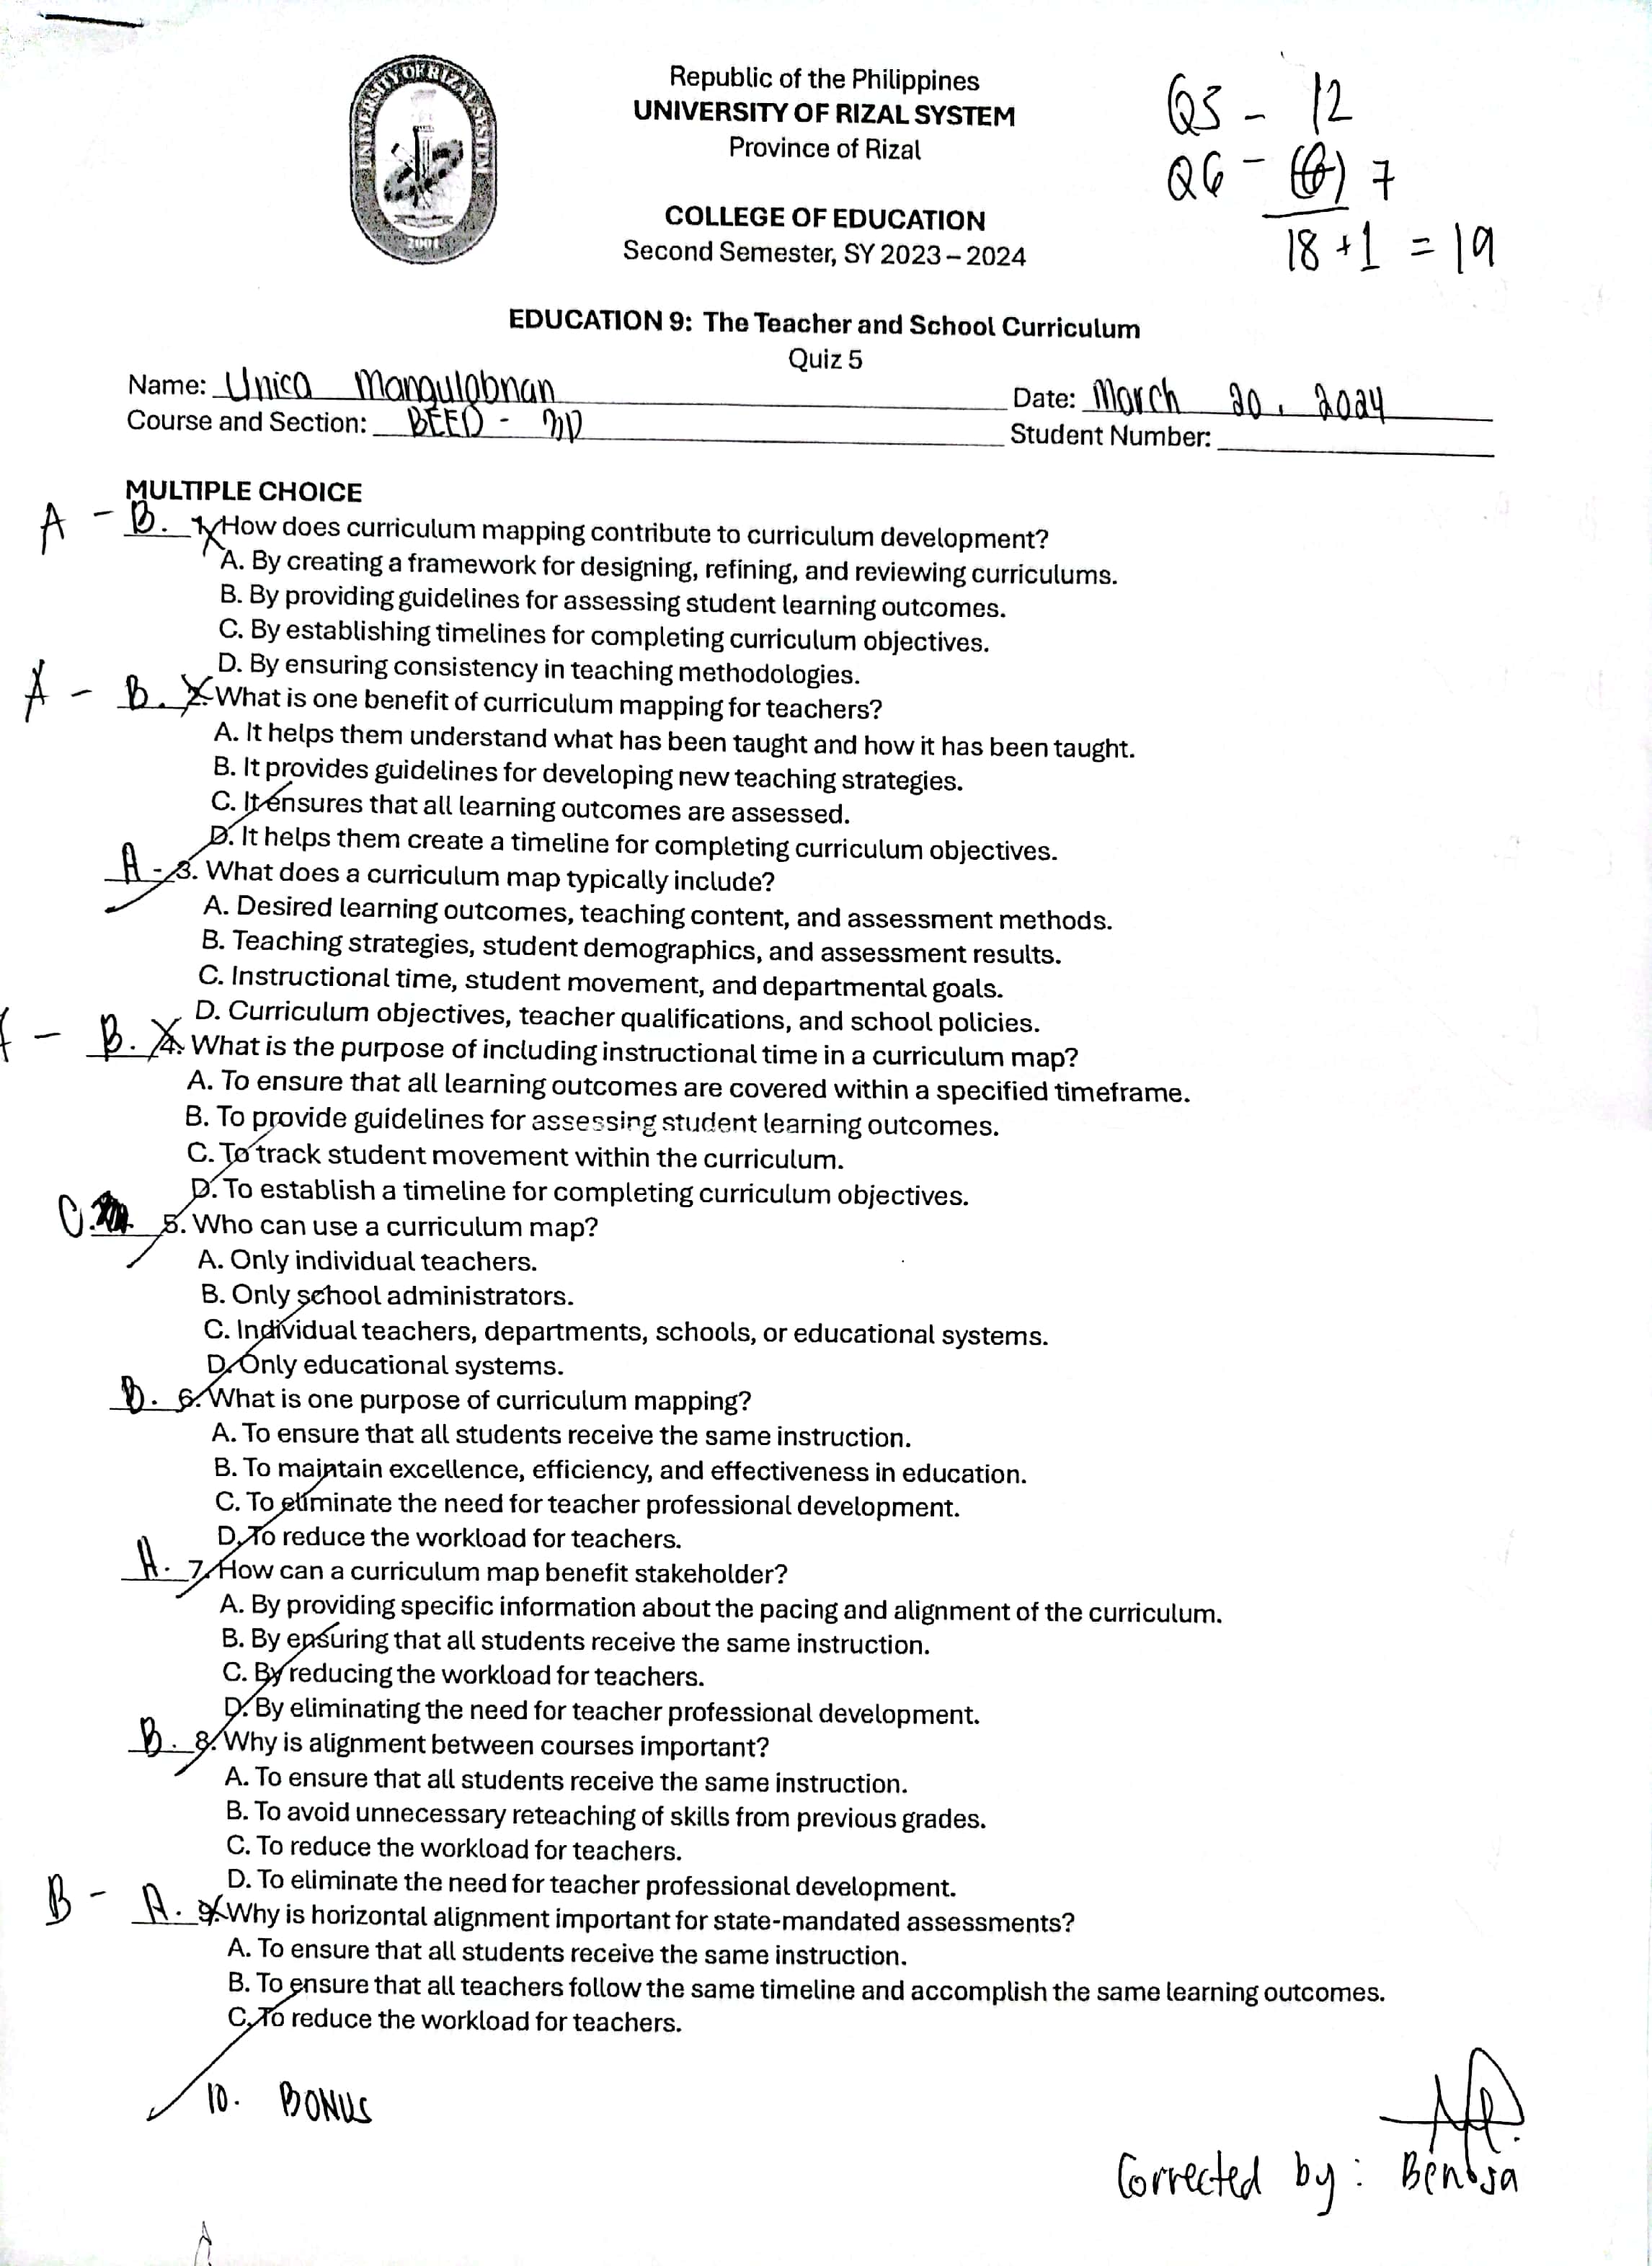 UNIVERSITY OF RIZAL SYSTEM
2001
Republic of the Philippines
UNIVERSITY OF RIZAL SYSTEM
Province of Rizal
COLLEGE OF EDUCATION
Second Semester, SY 2023 – 2024
Q5 - 12
Q6 - (6) 7
18 + 1 = 19
EDUCATION 9: The Teacher and School Curriculum
Quiz 5
Name: Unica Mangulabnan
Date: March 20, 2024
Course and Section: BEED -
Student Number:
MULTIPLE CHOICE
A - B. 1. How does curriculum mapping contribute to curriculum development?
A. By creating a framework for designing, refining, and reviewing curriculums.
B. By providing guidelines for assessing student learning outcomes.
C. By establishing timelines for completing curriculum objectives.
D. By ensuring consistency in teaching methodologies.
A - B. 2. What is one benefit of curriculum mapping for teachers?
A. It helps them understand what has been taught and how it has been taught.
B. It provides guidelines for developing new teaching strategies.
C. It ensures that all learning outcomes are assessed.
D. It helps them create a timeline for completing curriculum objectives.
A - 3. What does a curriculum map typically include?
A. Desired learning outcomes, teaching content, and assessment methods.
B. Teaching strategies, student demographics, and assessment results.
C. Instructional time, student movement, and departmental goals.
D. Curriculum objectives, teacher qualifications, and school policies.
- B. 4. What is the purpose of including instructional time in a curriculum map?
A. To ensure that all learning outcomes are covered within a specified timeframe.
B. To provide guidelines for assessing student learning outcomes.
C. To track student movement within the curriculum.
D. To establish a timeline for completing curriculum objectives.
C. 5. Who can use a curriculum map?
A. Only individual teachers.
B. Only school administrators.
C. Individual teachers, departments, schools, or educational systems.
D. Only educational systems.
B. 6. What is one purpose of curriculum mapping?
A. To ensure that all students receive the same instruction.
B. To maintain excellence, efficiency, and effectiveness in education.
C. To eliminate the need for teacher professional development.
D. To reduce the workload for teachers.
A. 7. How can a curriculum map benefit stakeholder?
A. By providing specific information about the pacing and alignment of the curriculum.
B. By ensuring that all students receive the same instruction.
C. By reducing the workload for teachers.
D. By eliminating the need for teacher professional development.
B. 8. Why is alignment between courses important?
A. To ensure that all students receive the same instruction.
B. To avoid unnecessary reteaching of skills from previous grades.
C. To reduce the workload for teachers.
D. To eliminate the need for teacher professional development.
B - A. 9. Why is horizontal alignment important for state-mandated assessments?
A. To ensure that all students receive the same instruction.
B. To ensure that all teachers follow the same timeline and accomplish the same learning outcomes.
C. To reduce the workload for teachers.
10. BONUS
Corrected by: Benosa